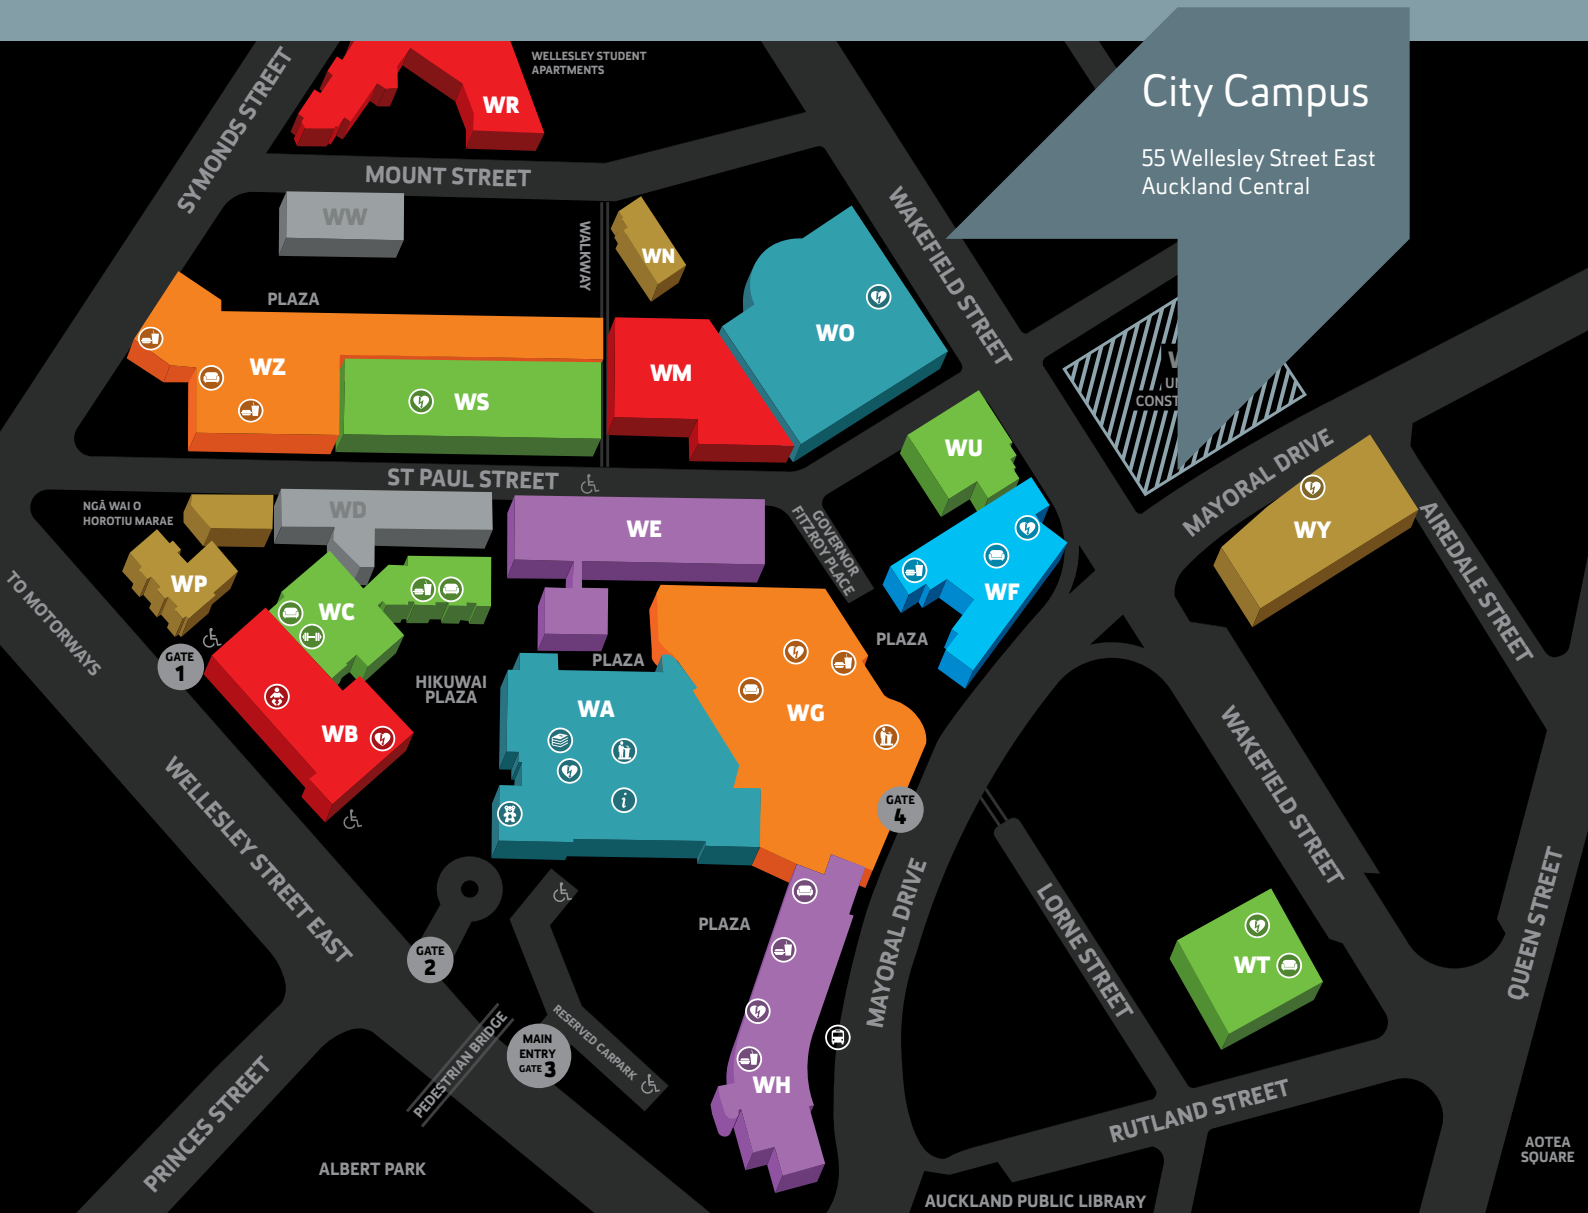 City Campus
55 Wellesley Street East
Auckland Central
WELLESLEY STUDENT
APARTMENTS
WR
SYMONDS STREET
MOUNT STREET
WW
WALKWAY
WN
WAKEFIELD STREET
PLAZA
WO
WZ
WS
WM
WU
MAYORAL DRIVE
WY
AIREDALE STREET
ST PAUL STREET
NGĀ WAI O
HOROTIU MARAE
WD
WE
GOVERNOR
FITZROY PLACE
WF
WP
WC
TO MOTORWAYS
GATE
1
PLAZA
PLAZA
HIKUWAI
PLAZA
WA
WG
WB
WAKEFIELD STREET
WELLESLEY STREET EAST
GATE
4
MAYORAL DRIVE
LORNE STREET
QUEEN STREET
PLAZA
GATE
2
WT
RESERVED CARPARK
PEDESTRIAN BRIDGE
MAIN
ENTRY
GATE 3
WH
PRINCES STREET
RUTLAND STREET
ALBERT PARK
AOTEA
SQUARE
AUCKLAND PUBLIC LIBRARY